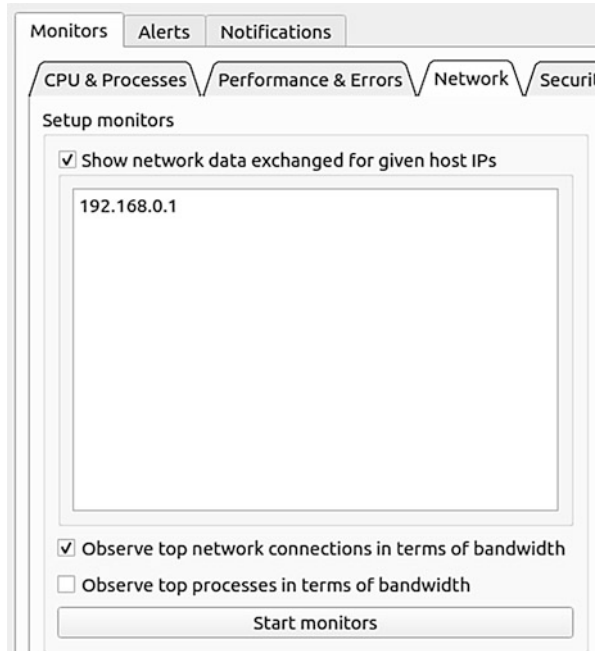 Monitors Alerts Notifications
CPU & Processes Performance & Errors Network
Setup monitors
Show network data exchanged for given host IPs
192.168.0.1
Observe top network connections in terms of bandwidth
Observe top processes in terms of bandwidth
Start monitors